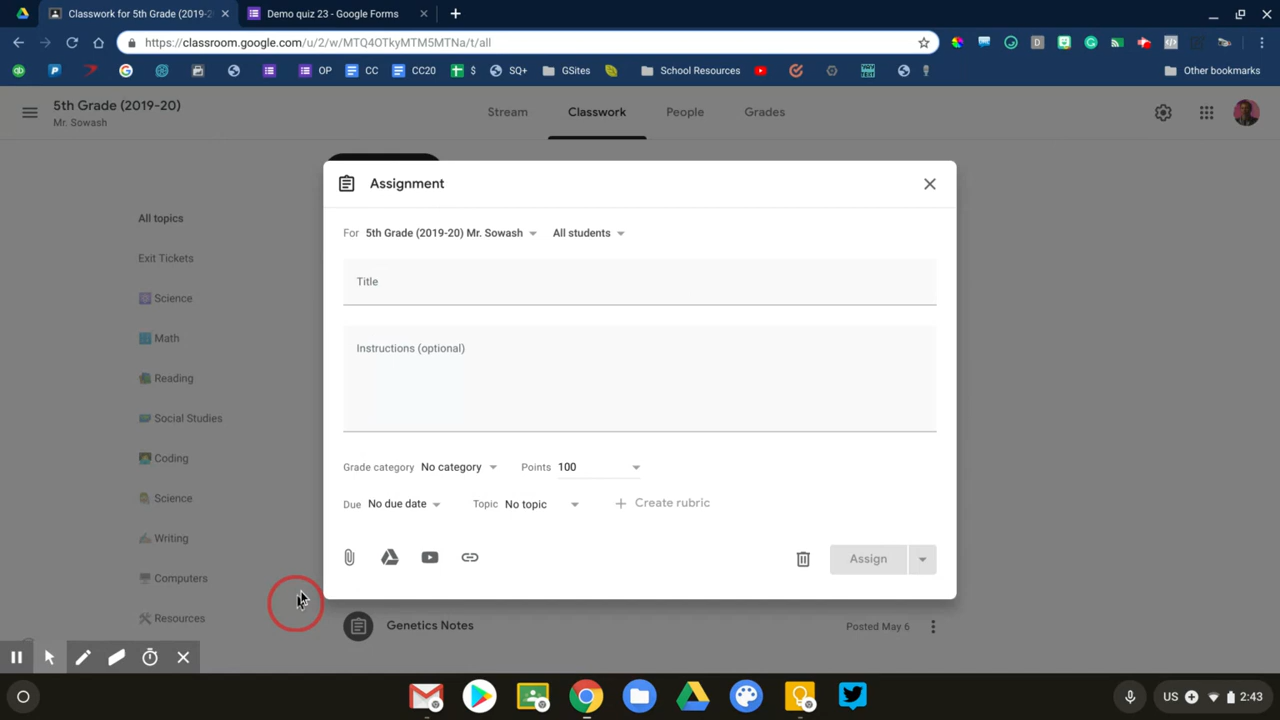 Classwork for 5th Grade (2019-2
Demo quiz 23 - Google Forms
https://classroom.google.com/u/2/w/MTQ4OTkyMTM5MTNa/t/all
OP
CC
CC20
$
SQ+
GSites
School Resources
Other bookmarks
5th Grade (2019-20)
Mr. Sowash
Stream
Classwork
People
Grades
Assignment
For 5th Grade (2019-20) Mr. Sowash All students
Title
Instructions (optional)
Grade category No category Points 100
Due No due date Topic No topic + Create rubric
Assign
All topics
Exit Tickets
Science
Math
Reading
Social Studies
Coding
Science
Writing
Computers
Resources
Genetics Notes
Posted May 6
US
2:43